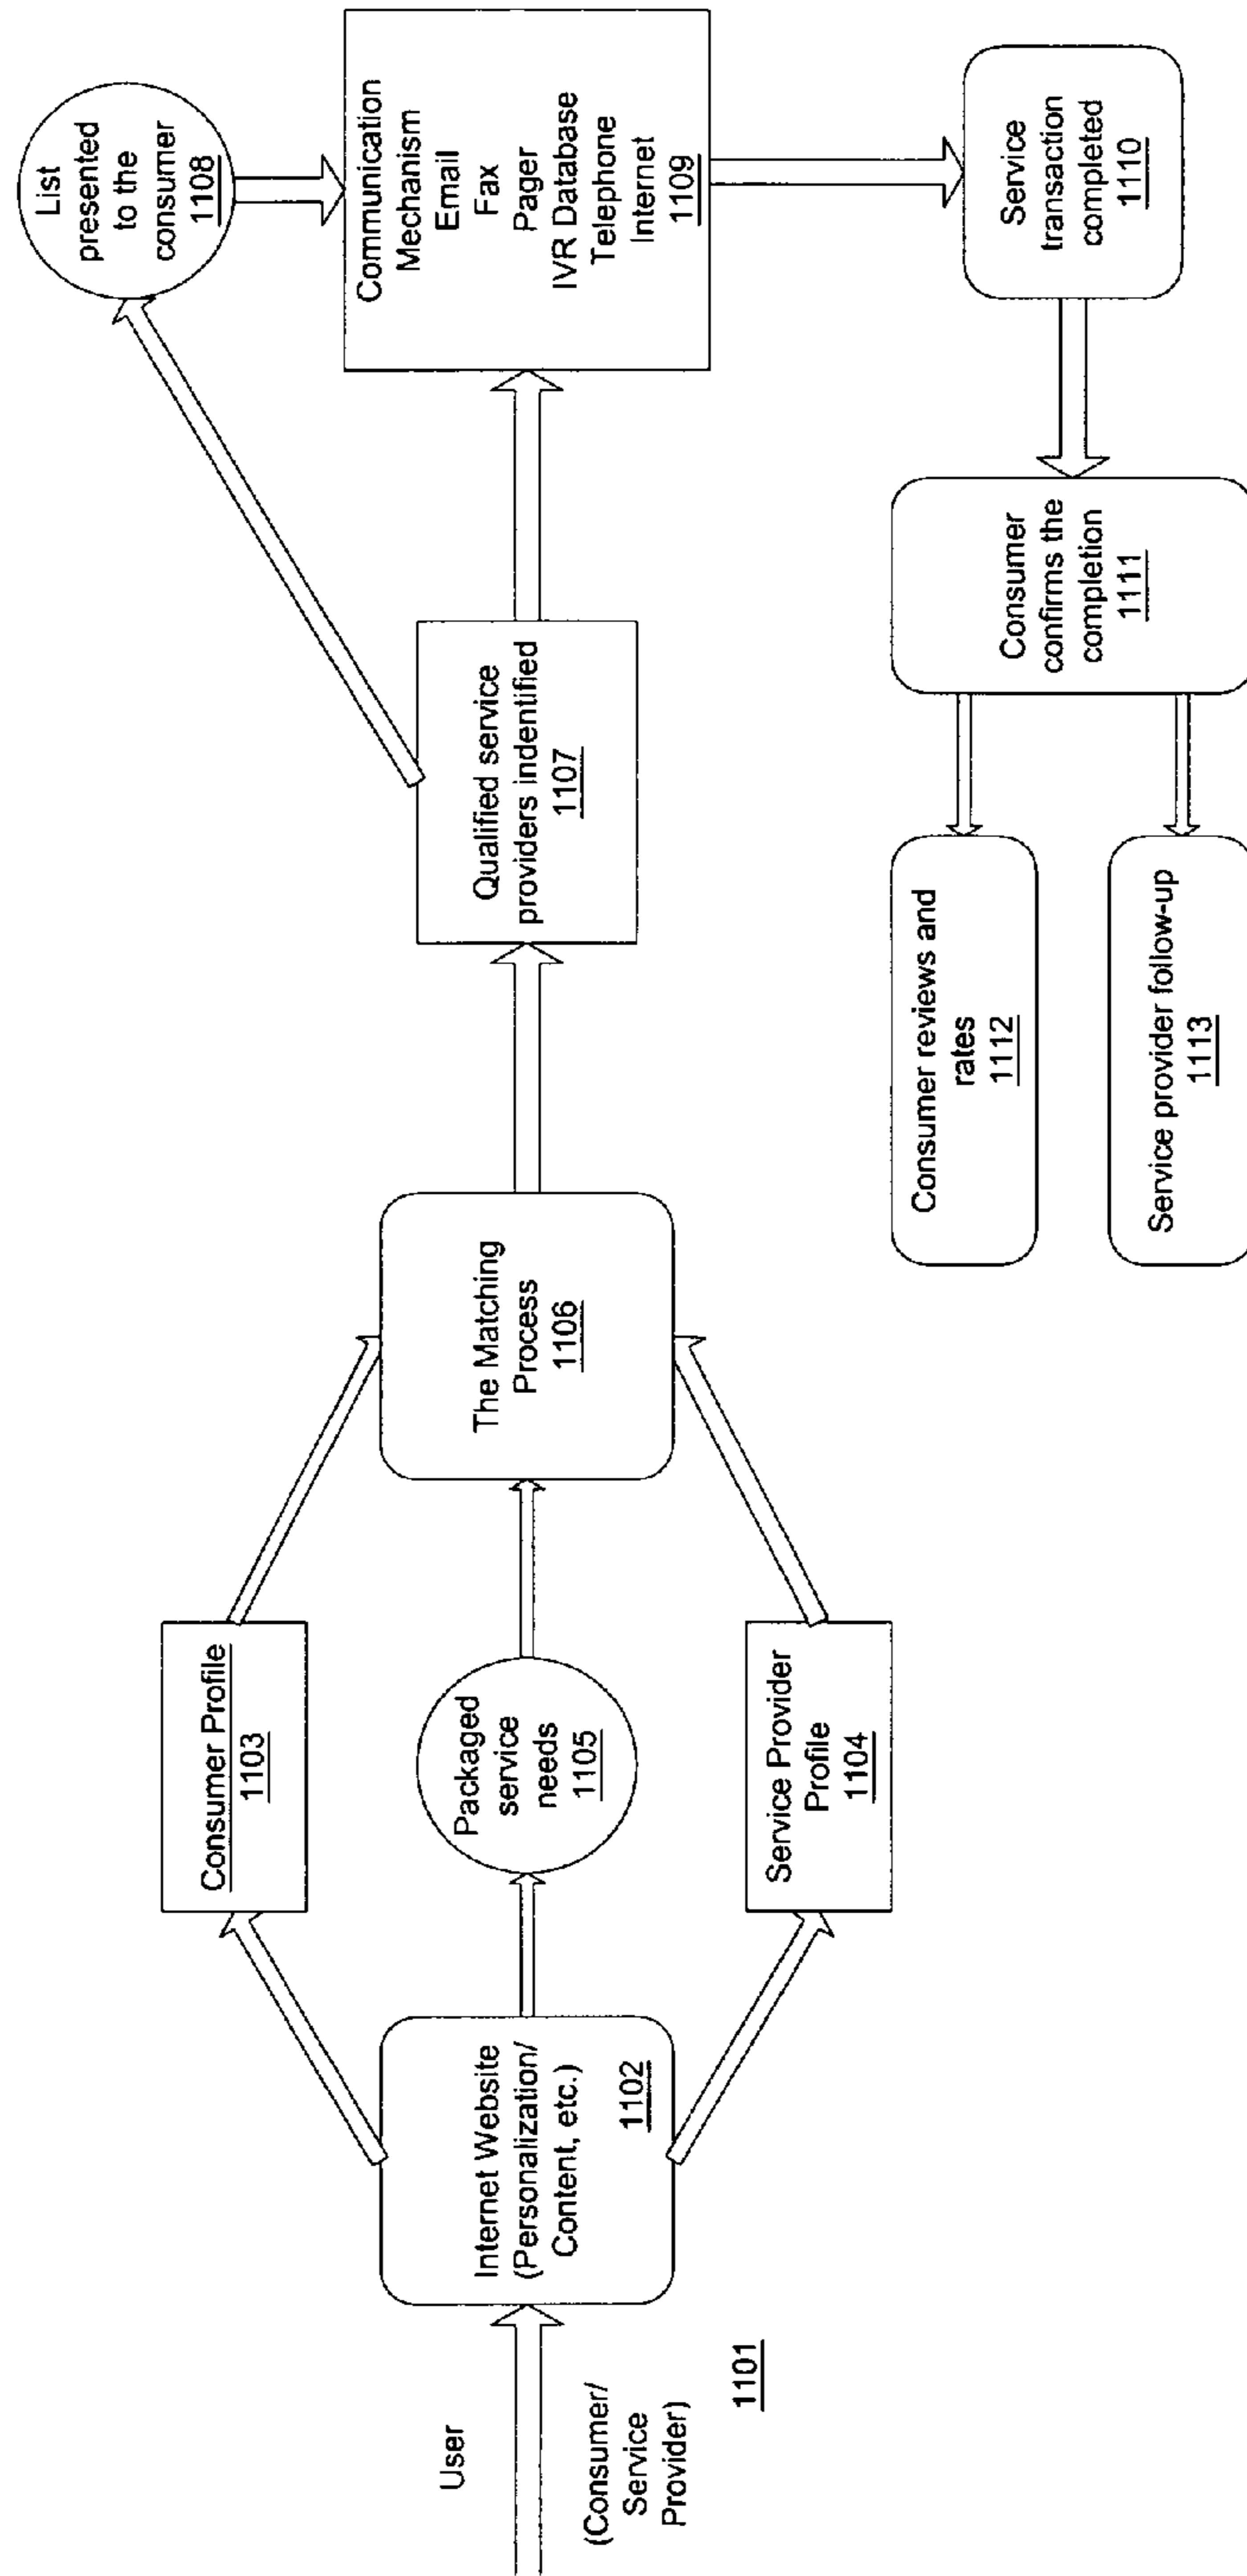 User
(Consumer/
Service
Provider)
1101
Internet Website
(Personalization/
Content, etc.)
1102
Consumer Profile
1103
Packaged
service
needs
1105
Service Provider
Profile
1104
The Matching
Process
1106
Qualified service
providers indentified
1107
List
presented
to the
consumer
1108
Communication
Mechanism
Email
Fax
Pager
IVR Database
Telephone
Internet
1109
Service
transaction
completed
1110
Consumer
confirms the
completion
1111
Consumer reviews and
rates
1112
Service provider follow-up
1113